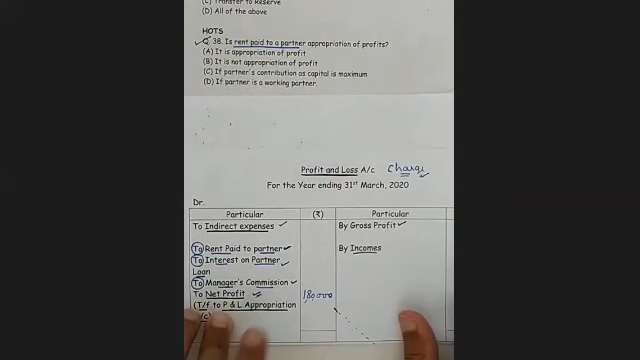 (C) Transfer to Reserve
(D) All of the above
HOTS
Q 38. Is rent paid to a partner appropriation of profits?
(A) It is appropriation of profit
(B) It is not appropriation of profit
(C) If partner's contribution as capital is maximum
(D) If partner is a working partner.
Profit and Loss A/c charge
For the Year ending 31st March, 2020
Dr.
Particular (₹) Particular
To Indirect expenses By Gross Profit
To Rent Paid to partner By Incomes
To Interest on Partner
Loan
To Manager's Commission
To Net Profit 180000
(T/f to P & L Appropriation
A/c)